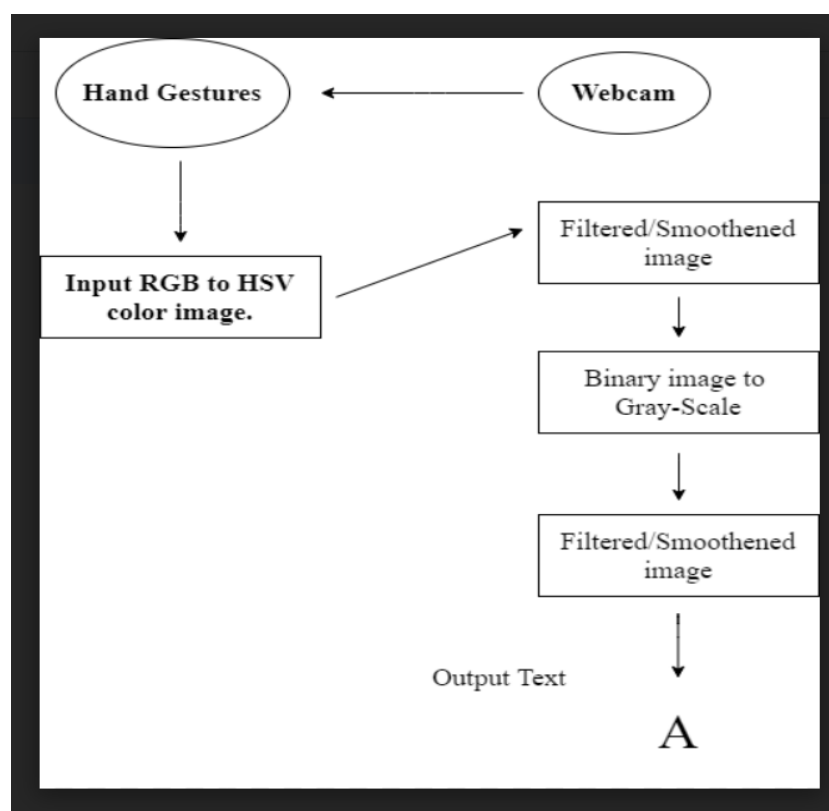 Hand Gestures
Webcam
Input RGB to HSV
color image.
Filtered/Smoothened
image
Binary image to
Gray-Scale
Filtered/Smoothened
image
Output Text
A